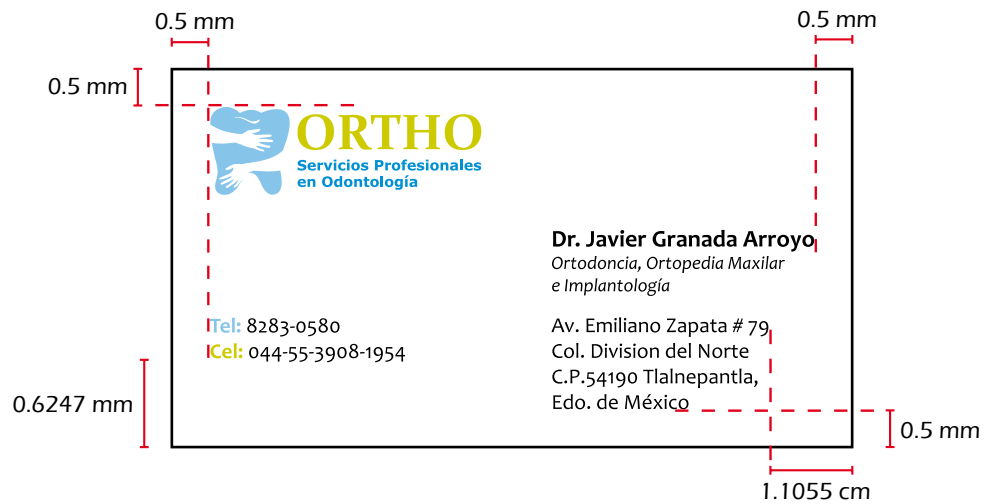 0.5 mm
0.5 mm
0.5 mm
ORTHO
Servicios Profesionales
en Odontología
Dr. Javier Granada Arroyo
Ortodoncia, Ortopedia Maxilar
e Implantología
Tel: 8283-0580
Cel: 044-55-3908-1954
Av. Emiliano Zapata # 79
Col. Division del Norte
C.P.54190 Tlalnepantla,
Edo. de México
0.6247 mm
0.5 mm
1.1055 cm